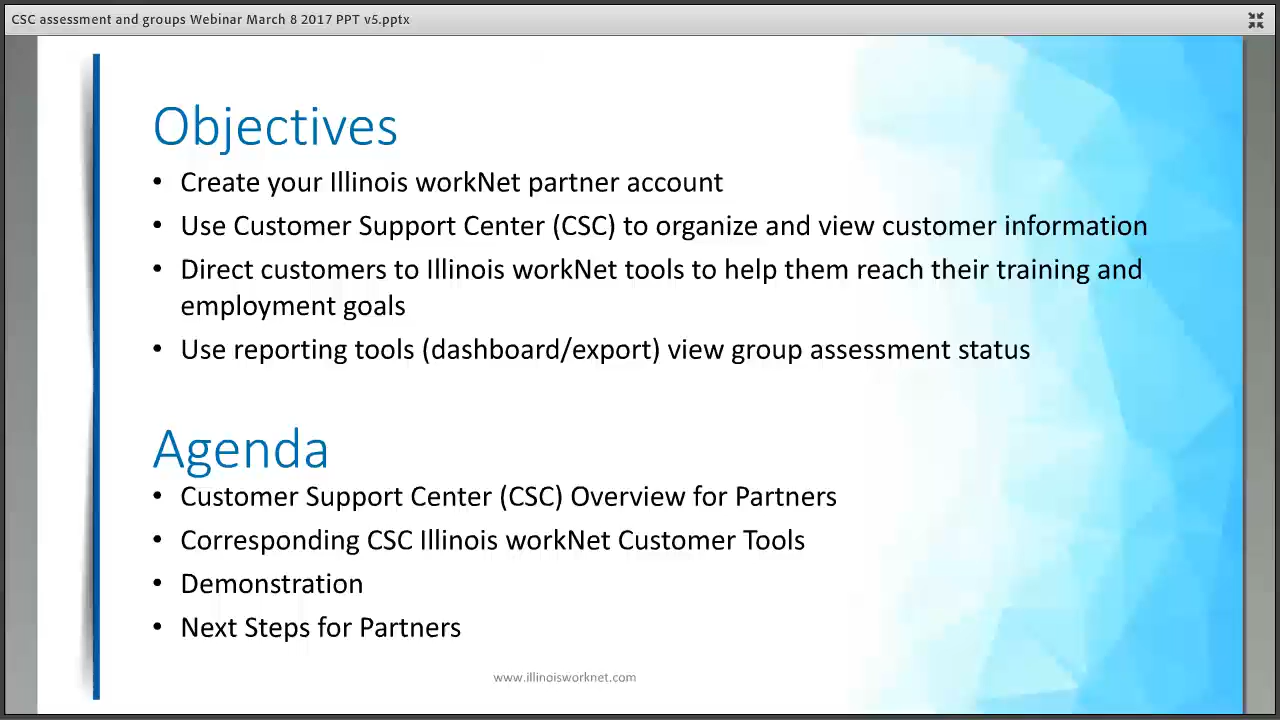 CSC assessment and groups Webinar March 8 2017 PPT v5.pptx
Objectives
• Create your Illinois workNet partner account
• Use Customer Support Center (CSC) to organize and view customer information
• Direct customers to Illinois workNet tools to help them reach their training and
employment goals
• Use reporting tools (dashboard/export) view group assessment status
Agenda
• Customer Support Center (CSC) Overview for Partners
• Corresponding CSC Illinois workNet Customer Tools
• Demonstration
• Next Steps for Partners
www.illinoisworknet.com